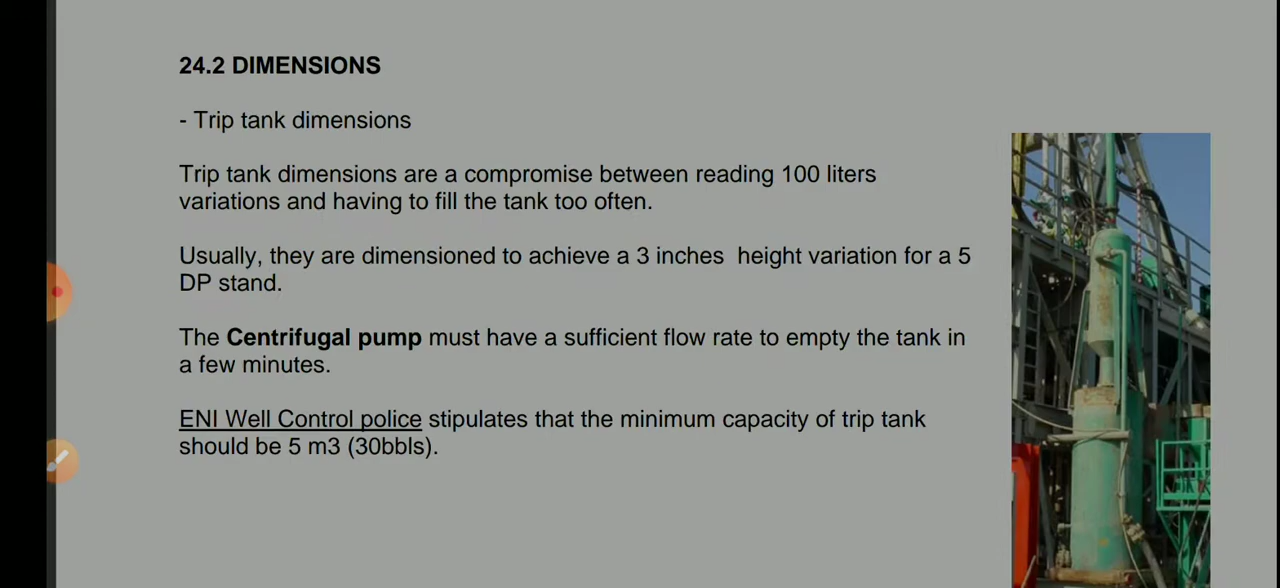 24.2 DIMENSIONS
- Trip tank dimensions
Trip tank dimensions are a compromise between reading 100 liters
variations and having to fill the tank too often.
Usually, they are dimensioned to achieve a 3 inches height variation for a 5
DP stand.
The Centrifugal pump must have a sufficient flow rate to empty the tank in
a few minutes.
ENI Well Control police stipulates that the minimum capacity of trip tank
should be 5 m3 (30bbls).